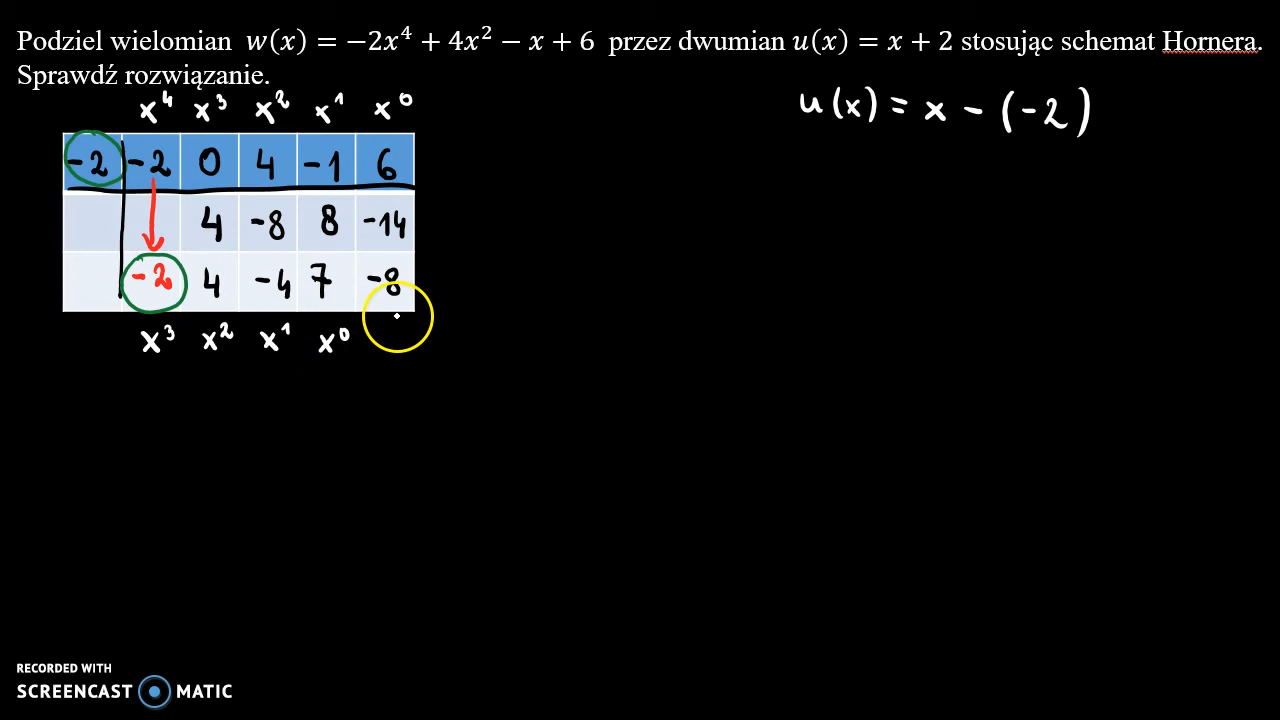 Podziel wielomian w(x) = −2x⁴ + 4x² − x + 6 przez dwumian u(x) = x + 2 stosując schemat Hornera.
Sprawdź rozwiązanie.
u(x) = x - (-2)
x⁴ x³ x² x¹ x⁰
-2 -2 0 4 -1 6
4 -8 8 -14
-2 4 -4 7 -8
x³ x² x¹ x⁰
RECORDED WITH
SCREENCAST MATIC